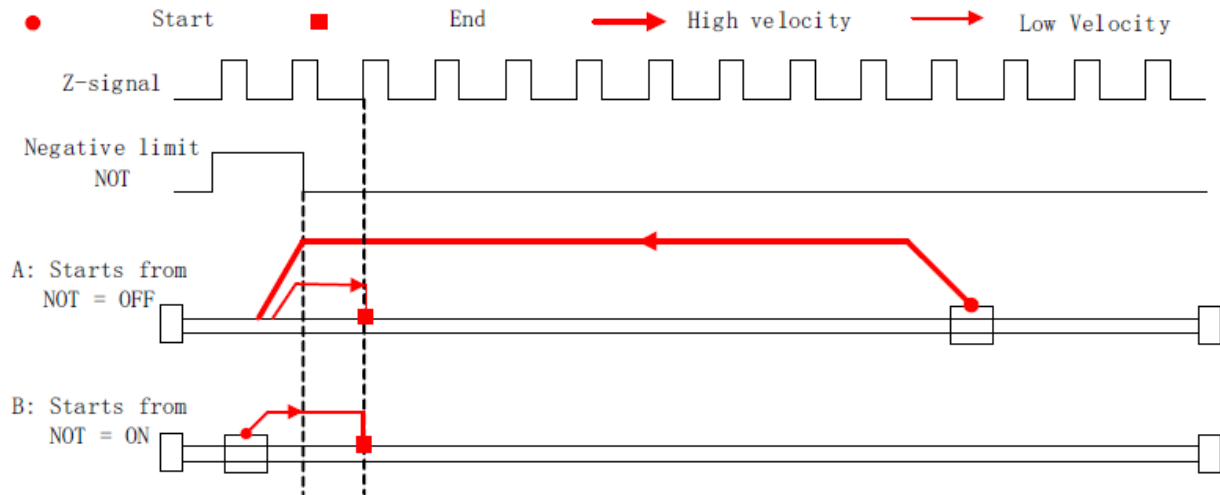 Start End High velocity Low Velocity
Z-signal
Negative limit
NOT
A: Starts from
NOT = OFF
B: Starts from
NOT = ON